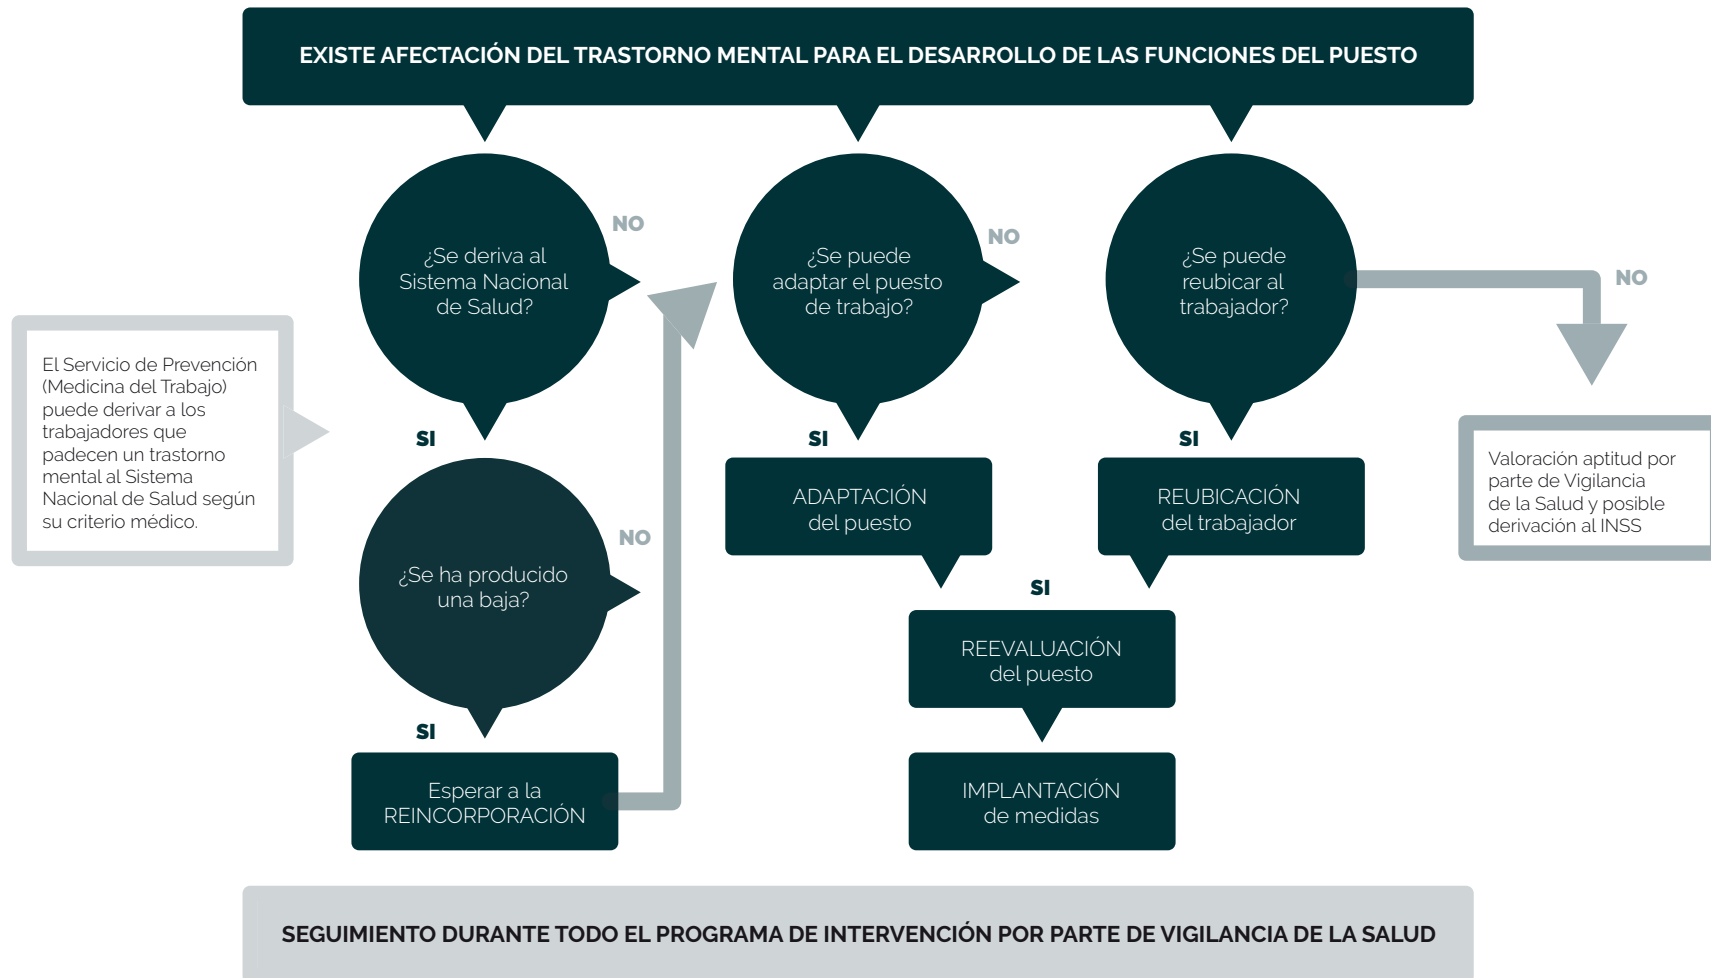 EXISTE AFECTACIÓN DEL TRASTORNO MENTAL PARA EL DESARROLLO DE LAS FUNCIONES DEL PUESTO
¿Se deriva al
Sistema Nacional
de Salud?
NO
¿Se puede
adaptar el puesto
de trabajo?
NO
¿Se puede
reubicar al
trabajador?
NO
El Servicio de Prevención
(Medicina del Trabajo)
puede derivar a los
trabajadores que
padecen un trastorno
mental al Sistema
Nacional de Salud según
su criterio médico.
SI
SI
SI
Valoración aptitud por
parte de Vigilancia
de la Salud y posible
derivación al INSS
ADAPTACIÓN
del puesto
REUBICACIÓN
del trabajador
¿Se ha producido
una baja?
NO
SI
REEVALUACIÓN
del puesto
SI
Esperar a la
REINCORPORACIÓN
IMPLANTACIÓN
de medidas
SEGUIMIENTO DURANTE TODO EL PROGRAMA DE INTERVENCIÓN POR PARTE DE VIGILANCIA DE LA SALUD